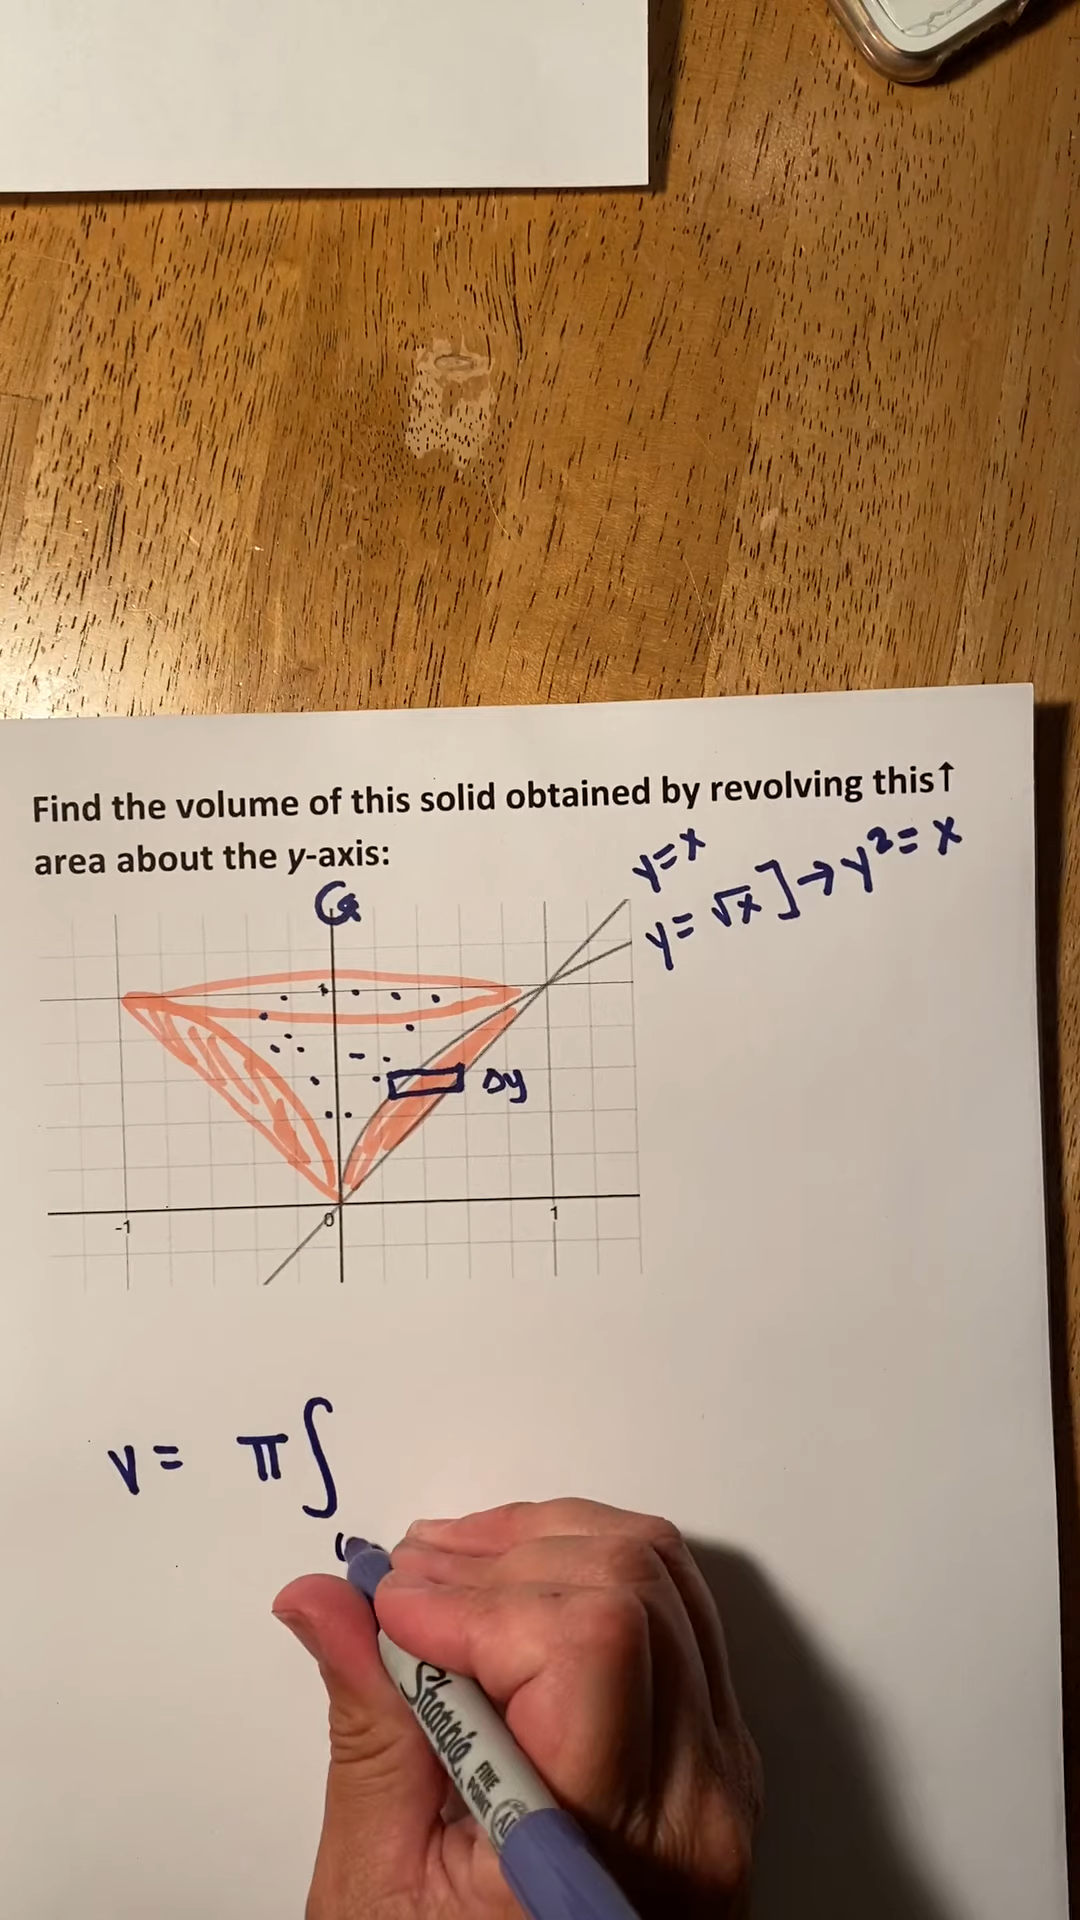 Find the volume of this solid obtained by revolving this↑
area about the y-axis:
y=x
y=√x]→y²=x
1
Δy
-1
0
1
V= π∫
Sharpie
FINE
POINT